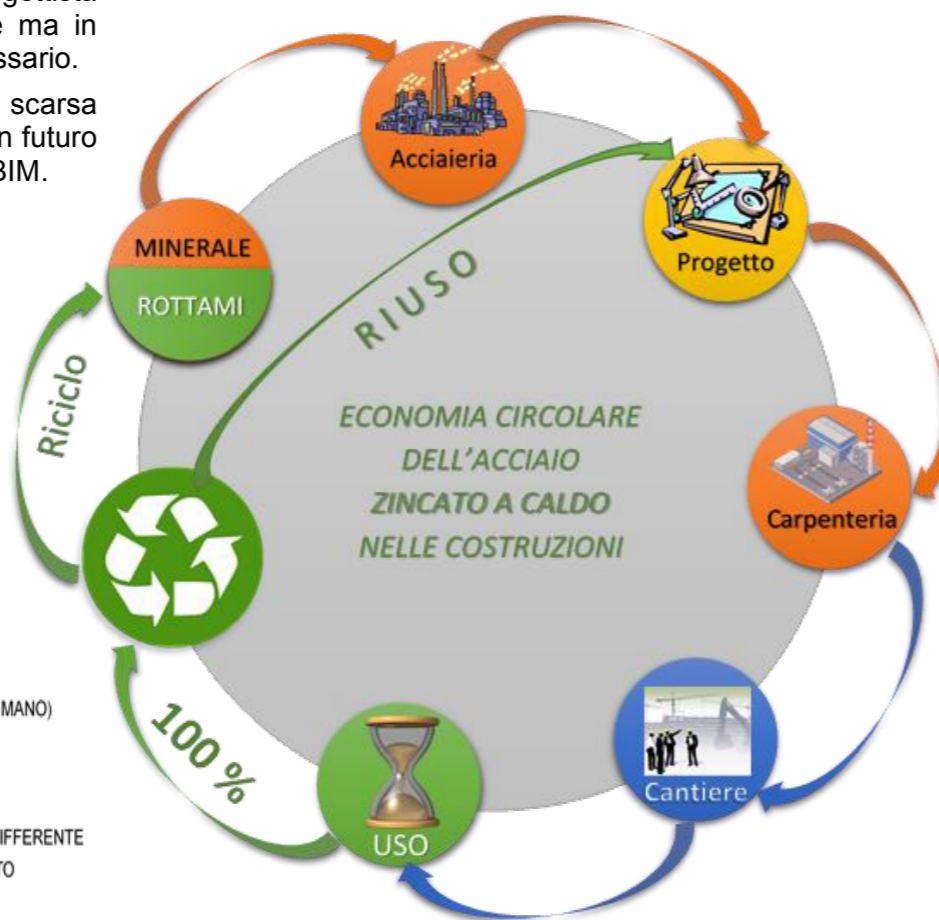 e ma in
ssario.
scarsa
n futuro
BIM.
Acciaieria
Progetto
MINERALE
ROTTAMI
Riciclo
RIUSO
ECONOMIA CIRCOLARE
DELL'ACCIAIO
ZINCATO A CALDO
NELLE COSTRUZIONI
Carpenteria
Cantiere
USO
100 %
MANO)
IFFERENTE
TO